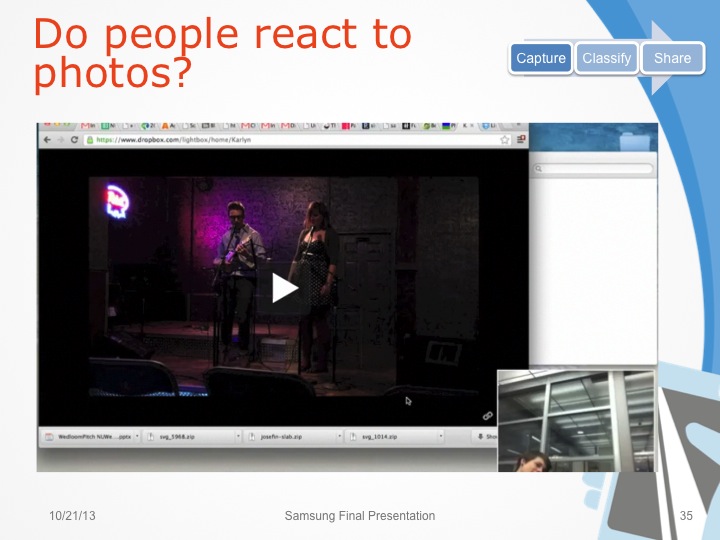 Do people react to
photos?
Capture Classify Share
https://www.dropbox.com/lightbox/home/Karlyn
WedloomPitch NUWe....pptx svg_5968.zip josefin-slab.zip svg_1014.zip Sho
10/21/13 Samsung Final Presentation 35